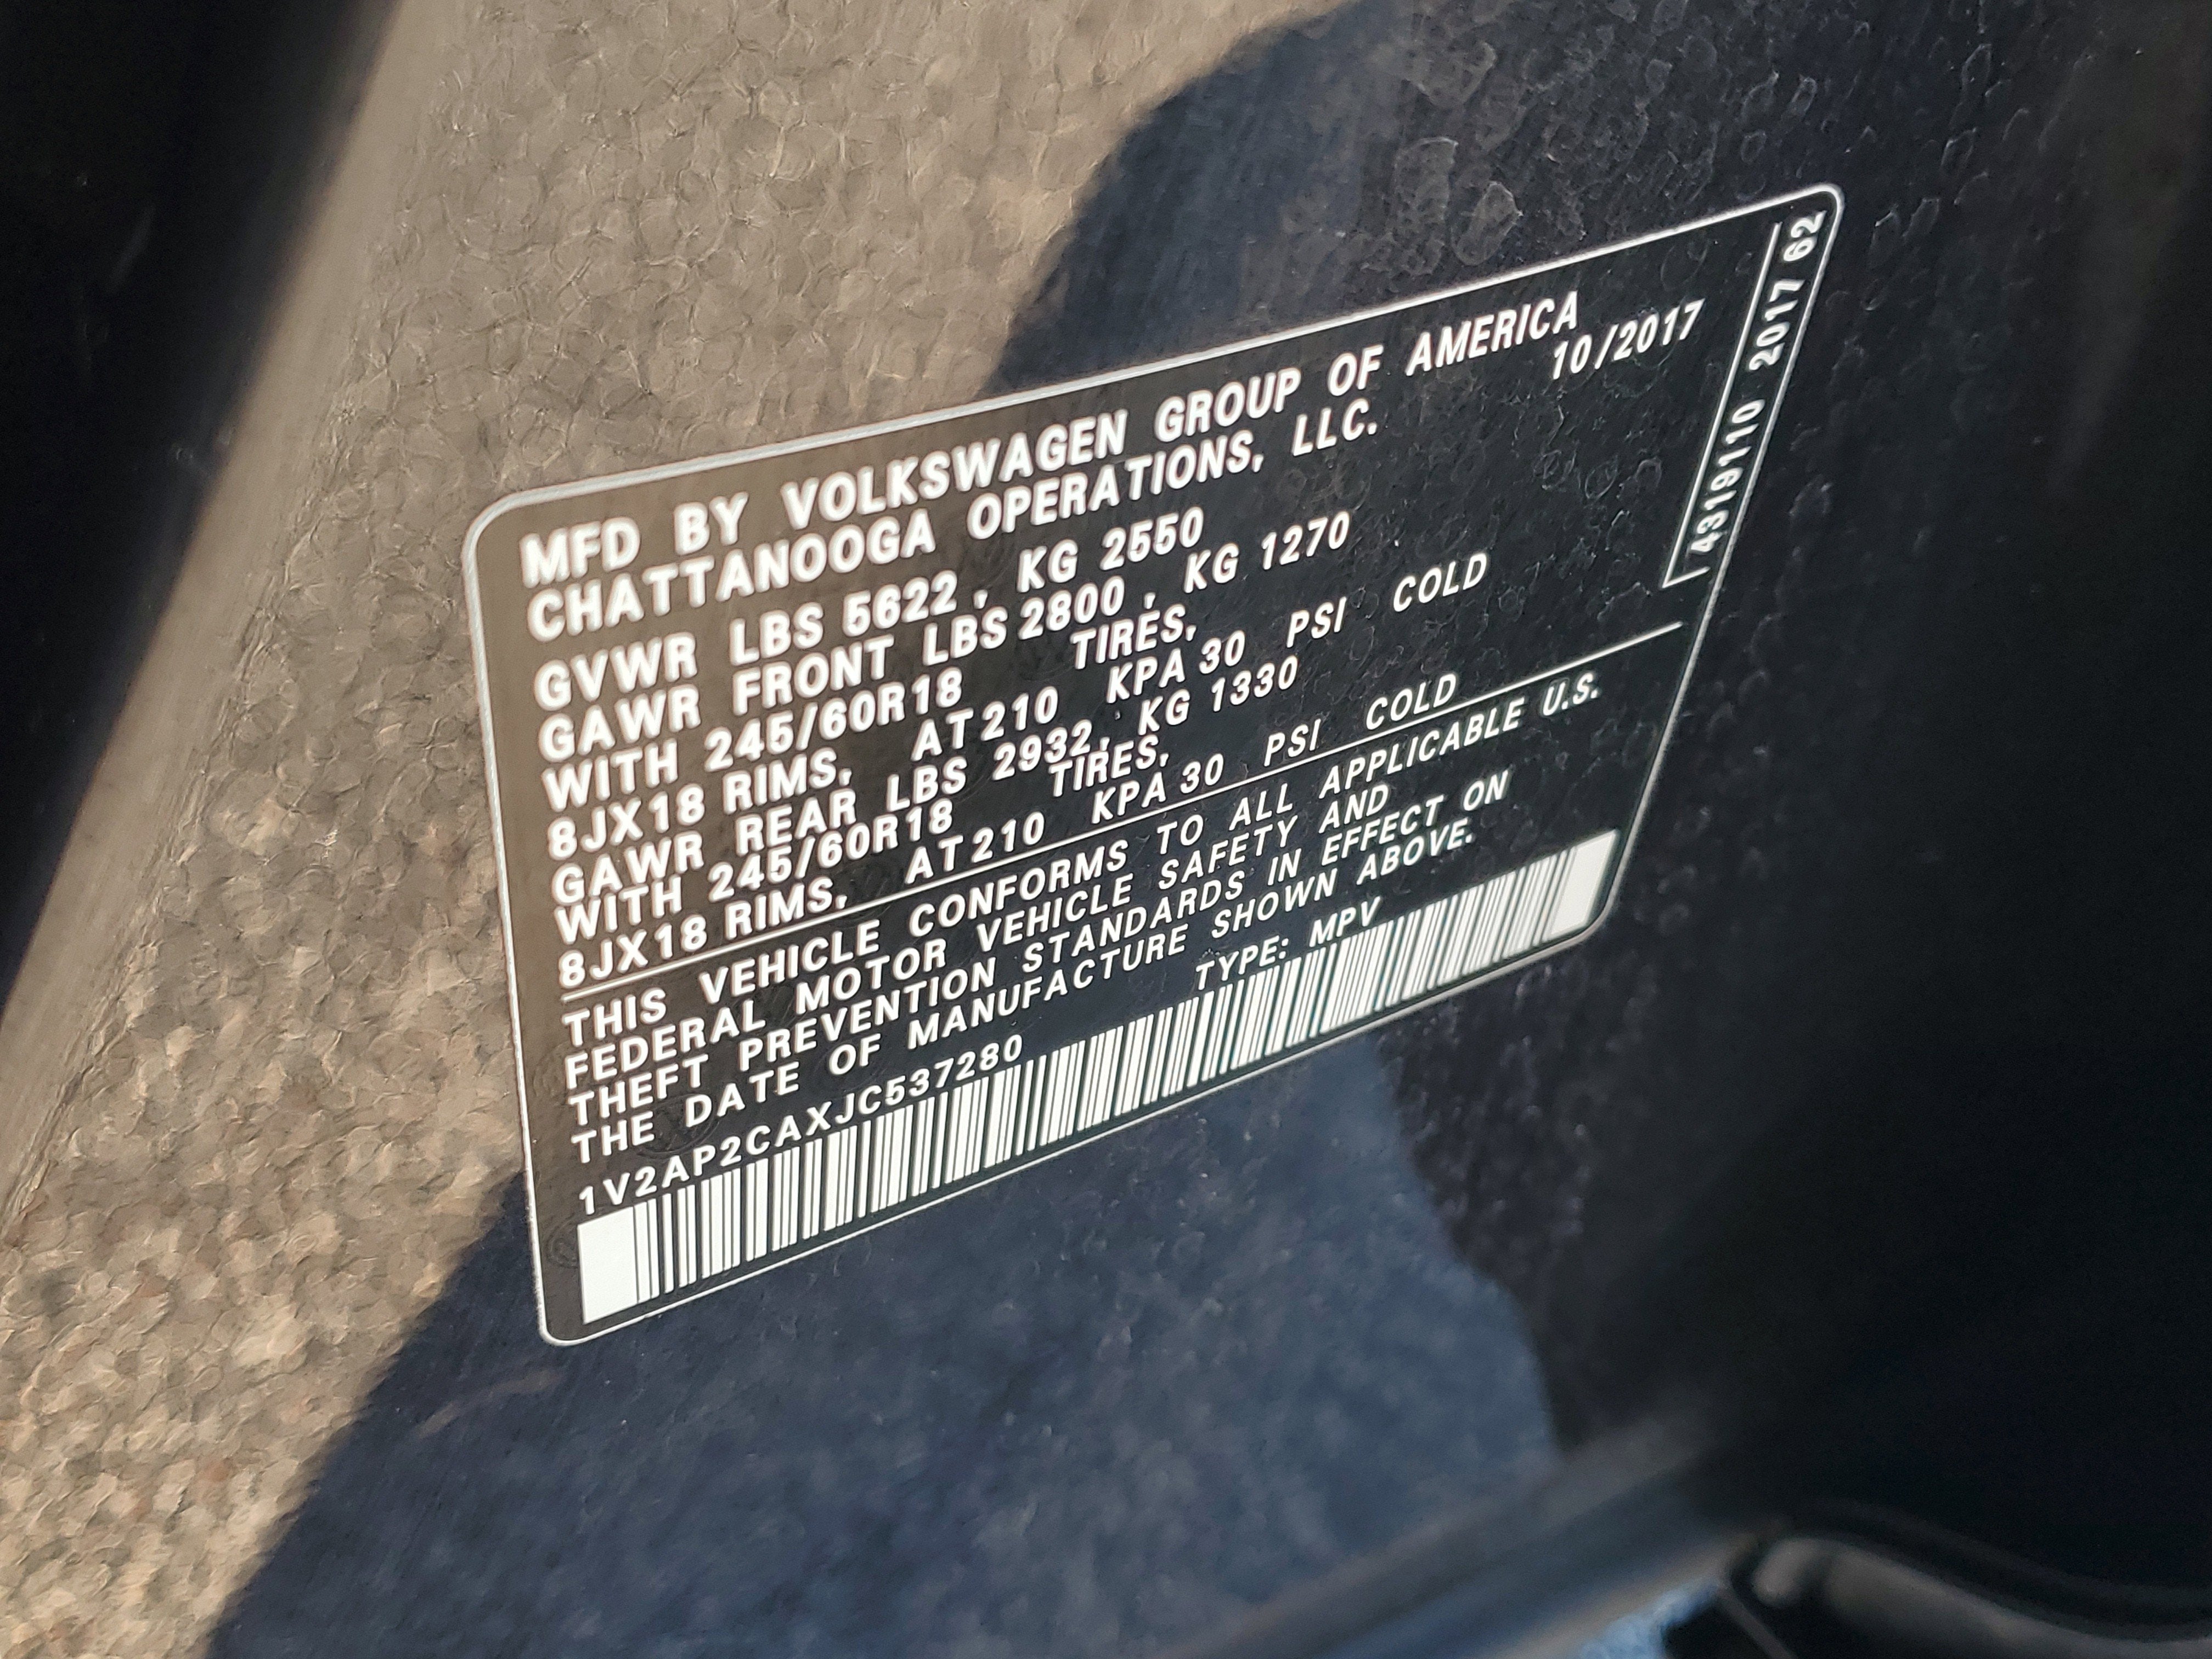 MFD BY VOLKSWAGEN GROUP OF AMERICA
CHATTANOOGA OPERATIONS, LLC. 10/2017
GVWR LBS 5622, KG 2550
GAWR FRONT LBS 2800, KG 1270
WITH 245/60R18 TIRES,
8JX18 RIMS, AT 210 KPA 30 PSI COLD
GAWR REAR LBS 2932, KG 1330
WITH 245/60R18 TIRES,
8JX18 RIMS, AT 210 KPA 30 PSI COLD
THIS VEHICLE CONFORMS TO ALL APPLICABLE U.S.
FEDERAL MOTOR VEHICLE SAFETY AND
THEFT PREVENTION STANDARDS IN EFFECT ON
THE DATE OF MANUFACTURE SHOWN ABOVE.
1V2AP2CAXJC537280 TYPE: MPV
4319110 2017 62